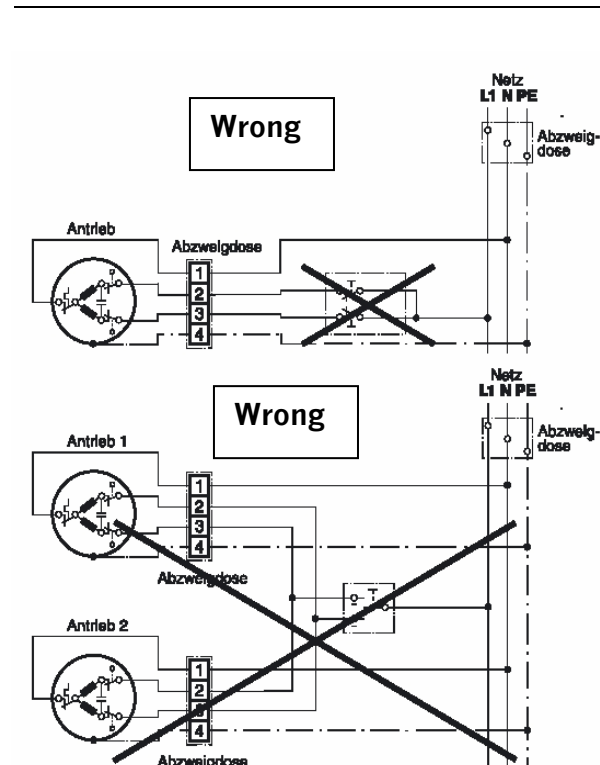 Netz
L1 N PE
Wrong
Abzweig-
dose
Antrieb
Abzweigdose
1
2
3
4
Netz
L1 N PE
Wrong
Abzweig-
dose
Antrieb 1
1
2
3
4
Abzweigdose
Antrieb 2
1
2
3
4
Abzweigdose